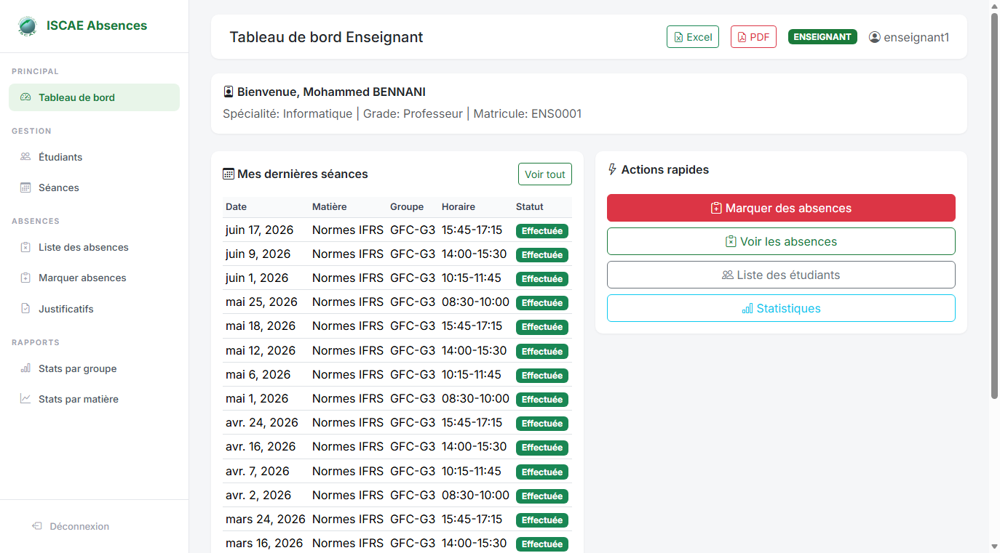 ISCAE Absences
PRINCIPAL
Tableau de bord
GESTION
Étudiants
Séances
ABSENCES
Liste des absences
Marquer absences
Justificatifs
RAPPORTS
Stats par groupe
Stats par matière
Déconnexion
Tableau de bord Enseignant
Excel PDF ENSEIGNANT enseignant1
Bienvenue, Mohammed BENNANI
Spécialité: Informatique | Grade: Professeur | Matricule: ENS0001
Mes dernières séances Voir tout
Date Matière Groupe Horaire Statut
juin 17, 2026 Normes IFRS GFC-G3 15:45-17:15 Effectuée
juin 9, 2026 Normes IFRS GFC-G3 14:00-15:30 Effectuée
juin 1, 2026 Normes IFRS GFC-G3 10:15-11:45 Effectuée
mai 25, 2026 Normes IFRS GFC-G3 08:30-10:00 Effectuée
mai 18, 2026 Normes IFRS GFC-G3 15:45-17:15 Effectuée
mai 12, 2026 Normes IFRS GFC-G3 14:00-15:30 Effectuée
mai 6, 2026 Normes IFRS GFC-G3 10:15-11:45 Effectuée
mai 1, 2026 Normes IFRS GFC-G3 08:30-10:00 Effectuée
avr. 24, 2026 Normes IFRS GFC-G3 15:45-17:15 Effectuée
avr. 16, 2026 Normes IFRS GFC-G3 14:00-15:30 Effectuée
avr. 7, 2026 Normes IFRS GFC-G3 10:15-11:45 Effectuée
avr. 2, 2026 Normes IFRS GFC-G3 08:30-10:00 Effectuée
mars 24, 2026 Normes IFRS GFC-G3 15:45-17:15 Effectuée
mars 16, 2026 Normes IFRS GFC-G3 14:00-15:30 Effectuée
Actions rapides
Marquer des absences
Voir les absences
Liste des étudiants
Statistiques